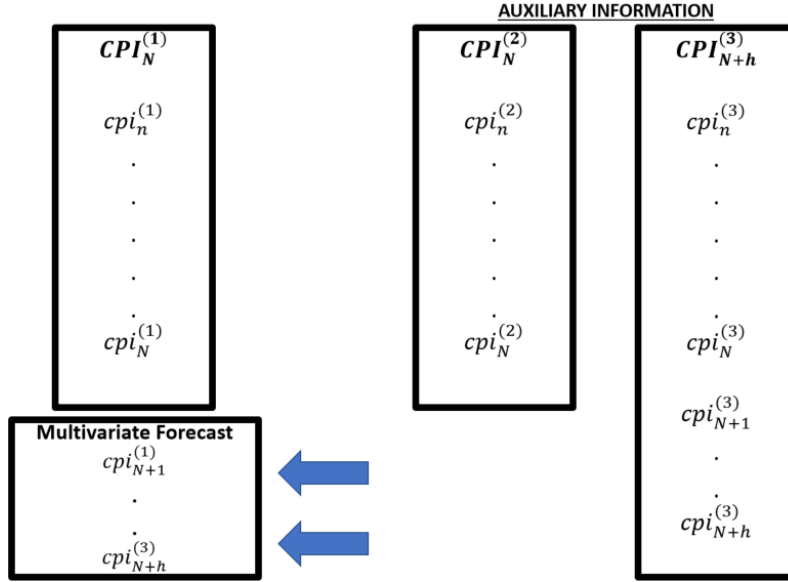 AUXILIARY INFORMATION
CPI_N^{(1)}
cpi_n^{(1)}
.
.
.
.
.
cpi_N^{(1)}
Multivariate Forecast
cpi_{N+1}^{(1)}
.
.
cpi_{N+h}^{(3)}
CPI_N^{(2)}
cpi_n^{(2)}
.
.
.
.
.
cpi_N^{(2)}
CPI_{N+h}^{(3)}
cpi_n^{(3)}
.
.
.
.
.
cpi_N^{(3)}
cpi_{N+1}^{(3)}
.
.
cpi_{N+h}^{(3)}